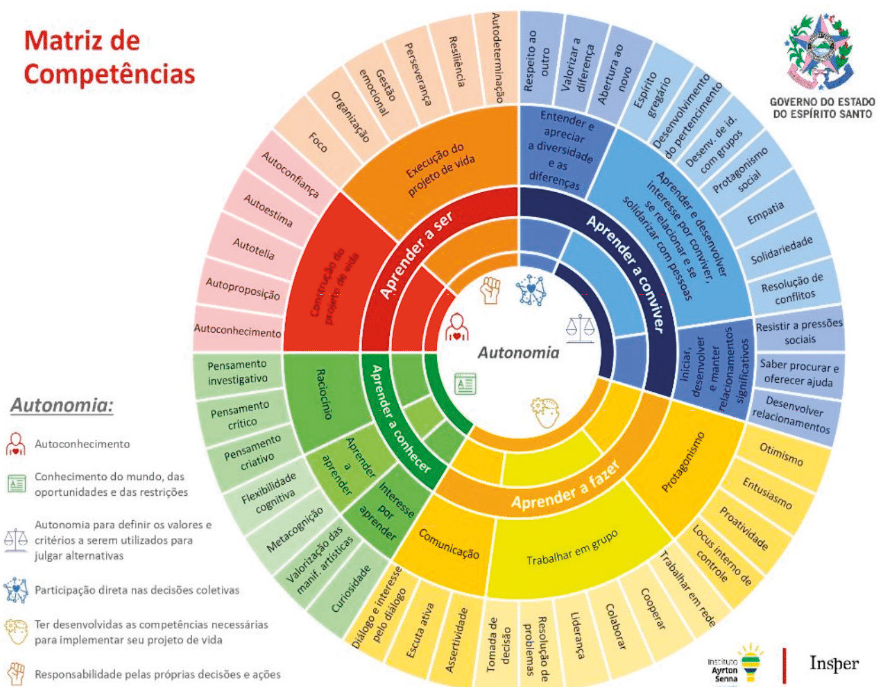 Matriz de
Competências
GOVERNO DO ESTADO
DO ESPÍRITO SANTO
Autoconhecimento
Autoproposição
Autotelia
Autoestima
Autoconfiança
Foco
Organização
Gestão
emocional
Perseverança
Resiliência
Autodeterminação
Respeito ao
outro
Valorizar a
diferença
Abertura ao
novo
Espírito
gregário
Desenvolvimento
do pertencimento
Desenv. de id.
com grupos
Protagonismo
social
Empatia
Solidariedade
Resolução de
conflitos
Resistir a pressões
sociais
Saber procurar e
oferecer ajuda
Desenvolver
relacionamentos
Otimismo
Entusiasmo
Proatividade
Locus interno de
controle
Trabalhar em rede
Cooperar
Colaborar
Liderança
Resolução de
problemas
Tomada de
decisão
Assertividade
Escuta ativa
Diálogo e interesse
pelo diálogo
Curiosidade
Valorização das
manif. artísticas
Metacognição
Flexibilidade
cognitiva
Pensamento
criativo
Pensamento
crítico
Pensamento
investigativo
Construção do
projeto de vida
Execução do
projeto de vida
Entender e
apreciar
a diversidade
e as
diferenças
Aprender e desenvolver
interesse por conviver,
se relacionar e se
solidarizar com pessoas
Iniciar,
desenvolver
e manter
relacionamentos
significativos
Protagonismo
Trabalhar em grupo
Comunicação
Interesse
por
aprender
Aprender
a
aprender
Raciocínio
Aprender a ser
Aprender a conviver
Aprender a fazer
Aprender a conhecer
Autonomia
Autonomia:
Autoconhecimento
Conhecimento do mundo, das
oportunidades e das restrições
Autonomia para definir os valores e
critérios a serem utilizados para
julgar alternativas
Participação direta nas decisões coletivas
Ter desenvolvidas as competências necessárias
para implementar seu projeto de vida
Responsabilidade pelas próprias decisões e ações
Instituto
Ayrton
Senna
Insper